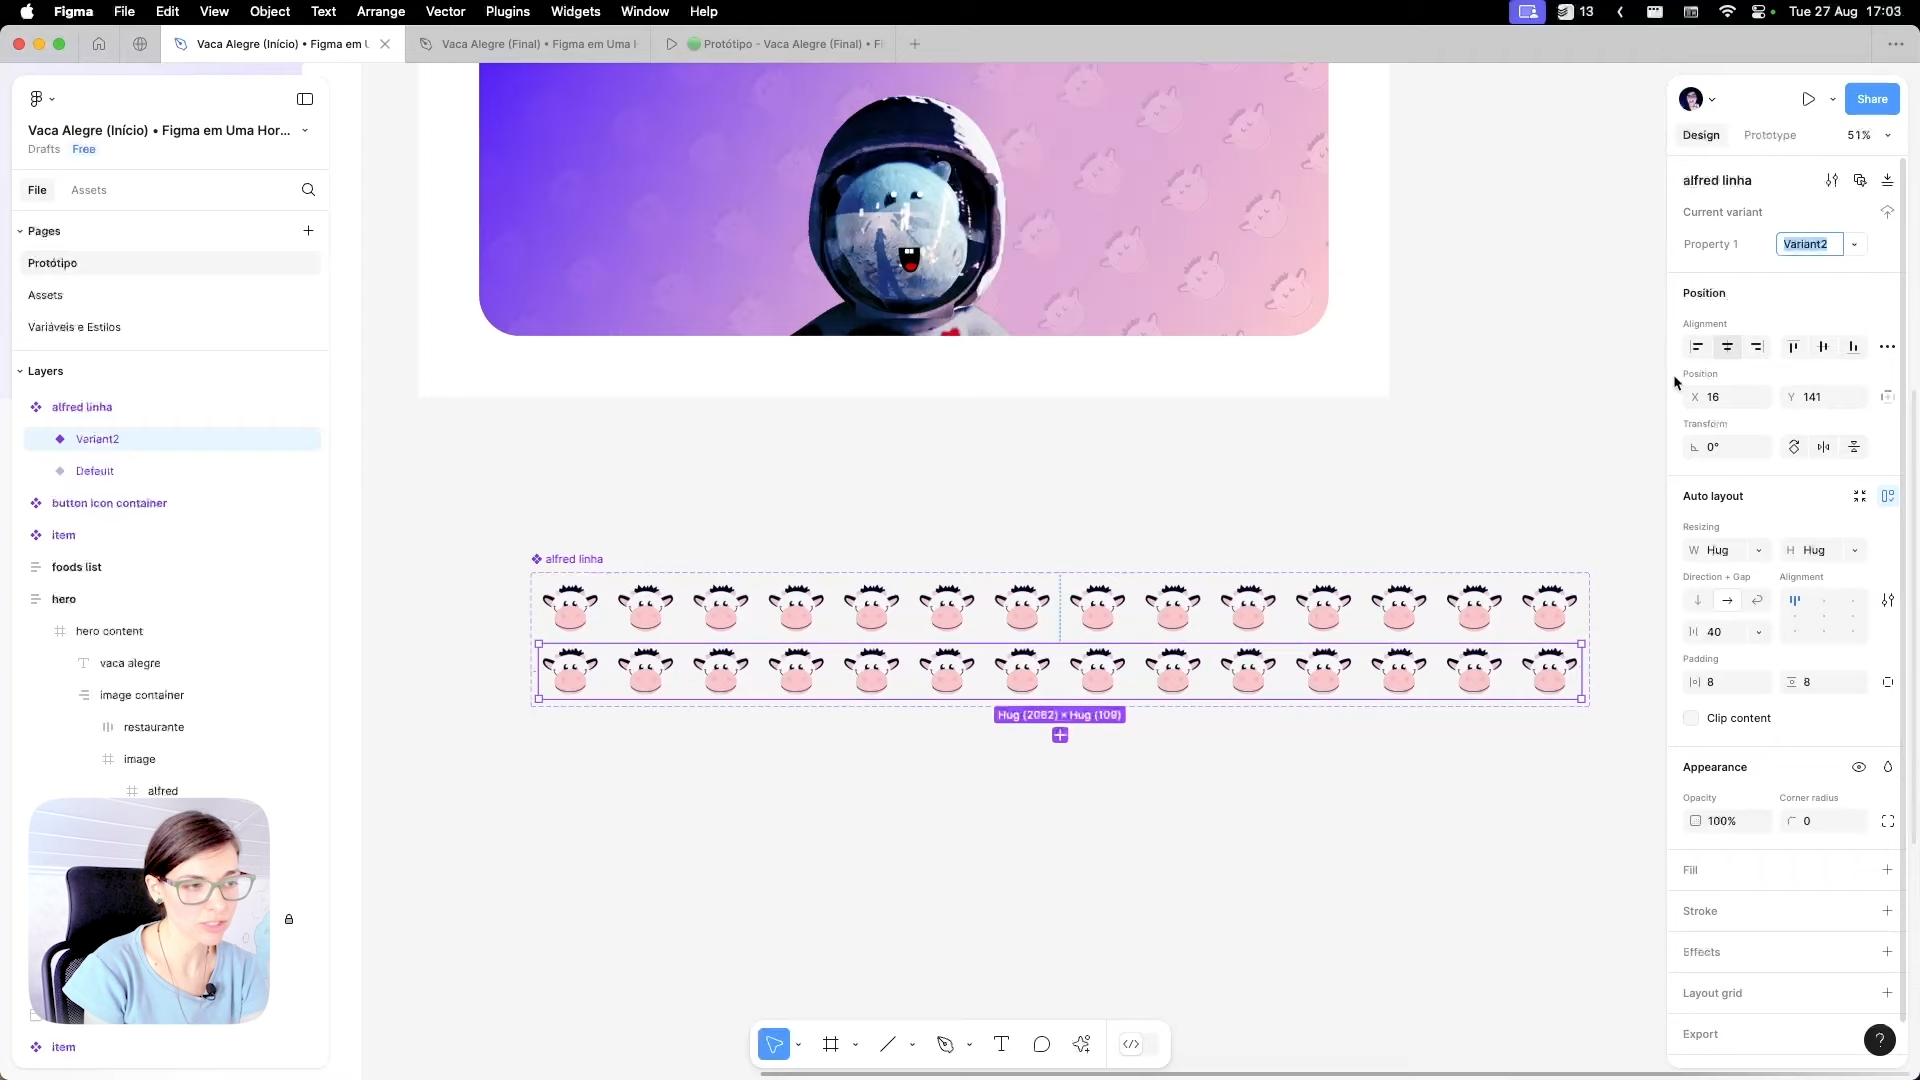 Figma File Edit View Object Text Arrange Vector Plugins Widgets Window Help
13 Tue 27 Aug 17:03
Vaca Alegre (Início) • Figma em U
Vaca Alegre (Final) • Figma em Uma
Protótipo - Vaca Alegre (Final) • Fi
Vaca Alegre (Início) • Figma em Uma Hor...
Drafts Free
File Assets
Pages
Protótipo
Assets
Variáveis e Estilos
Layers
alfred linha
Variant2
Default
button icon container
item
foods list
hero
hero content
vaca alegre
image container
restaurante
image
alfred
item
alfred linha
Hug (2082) × Hug (109)
Share
Design Prototype 51%
alfred linha
Current variant
Property 1 Variant2
Position
Alignment
Position
X 16 Y 141
Transform
0°
Auto layout
Resizing
W Hug H Hug
Direction + Gap Alignment
40
Padding
8 8
Clip content
Appearance
Opacity Corner radius
100% 0
Fill
Stroke
Effects
Layout grid
Export
?